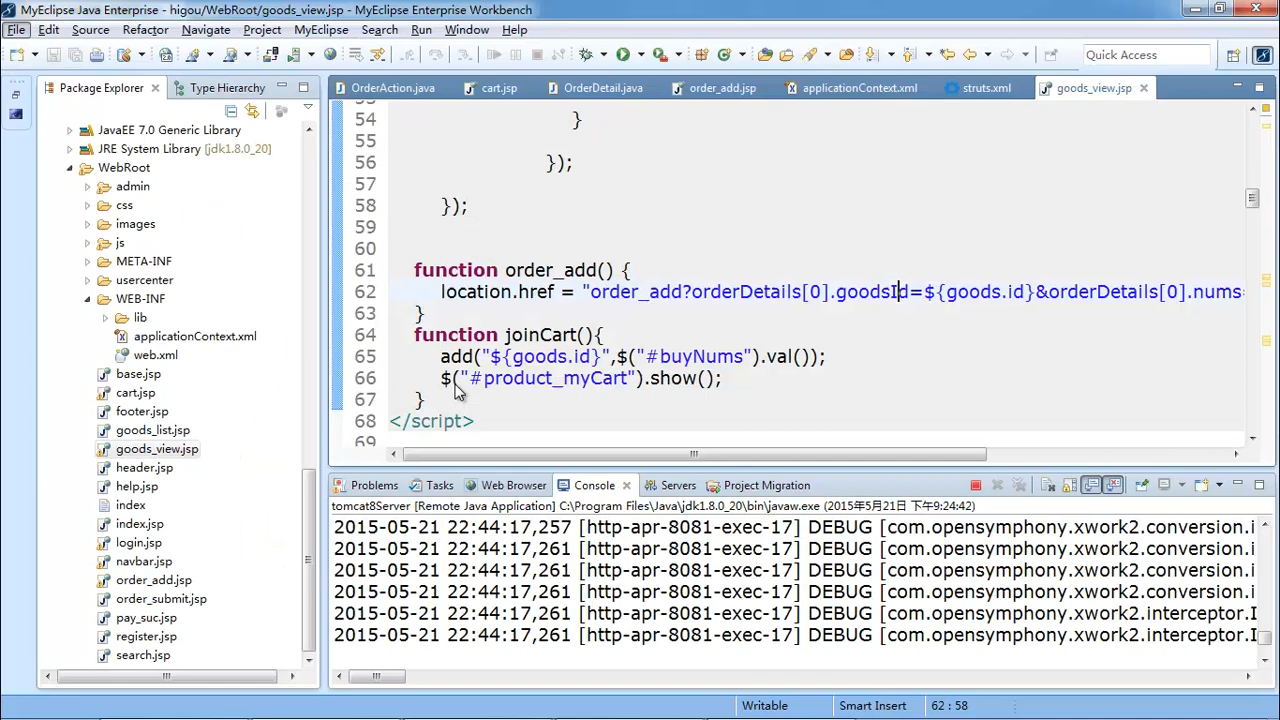 MyEclipse Java Enterprise - higou/WebRoot/goods_view.jsp - MyEclipse Enterprise Workbench
File Edit Source Refactor Navigate Project MyEclipse Search Run Window Help
Quick Access
Package Explorer Type Hierarchy
OrderAction.java cart.jsp OrderDetail.java order_add.jsp applicationContext.xml struts.xml goods_view.jsp
JavaEE 7.0 Generic Library
JRE System Library [jdk1.8.0_20]
WebRoot
admin
css
images
js
META-INF
usercenter
WEB-INF
lib
applicationContext.xml
web.xml
base.jsp
cart.jsp
footer.jsp
goods_list.jsp
goods_view.jsp
header.jsp
help.jsp
index
index.jsp
login.jsp
navbar.jsp
order_add.jsp
order_submit.jsp
pay_suc.jsp
register.jsp
search.jsp
53
54 }
55
56 });
57
58 });
59
60
61 function order_add() {
62 location.href = "order_add?orderDetails[0].goodsId=${goods.id}&orderDetails[0].nums=
63 }
64 function joinCart(){
65 add("${goods.id}",$("#buyNums").val());
66 $("#product_myCart").show();
67 }
68 </script>
69
Problems Tasks Web Browser Console Servers Project Migration
tomcat8Server [Remote Java Application] C:\Program Files\Java\jdk1.8.0_20\bin\javaw.exe (2015年5月21日 下午9:24:42)
2015-05-21 22:44:17,257 [http-apr-8081-exec-17] DEBUG [com.opensymphony.xwork2.conversion.i
2015-05-21 22:44:17,261 [http-apr-8081-exec-17] DEBUG [com.opensymphony.xwork2.conversion.i
2015-05-21 22:44:17,261 [http-apr-8081-exec-17] DEBUG [com.opensymphony.xwork2.conversion.i
2015-05-21 22:44:17,261 [http-apr-8081-exec-17] DEBUG [com.opensymphony.xwork2.conversion.i
2015-05-21 22:44:17,261 [http-apr-8081-exec-17] DEBUG [com.opensymphony.xwork2.interceptor.I
2015-05-21 22:44:17,261 [http-apr-8081-exec-17] DEBUG [com.opensymphony.xwork2.interceptor.I
Writable Smart Insert 62 : 58